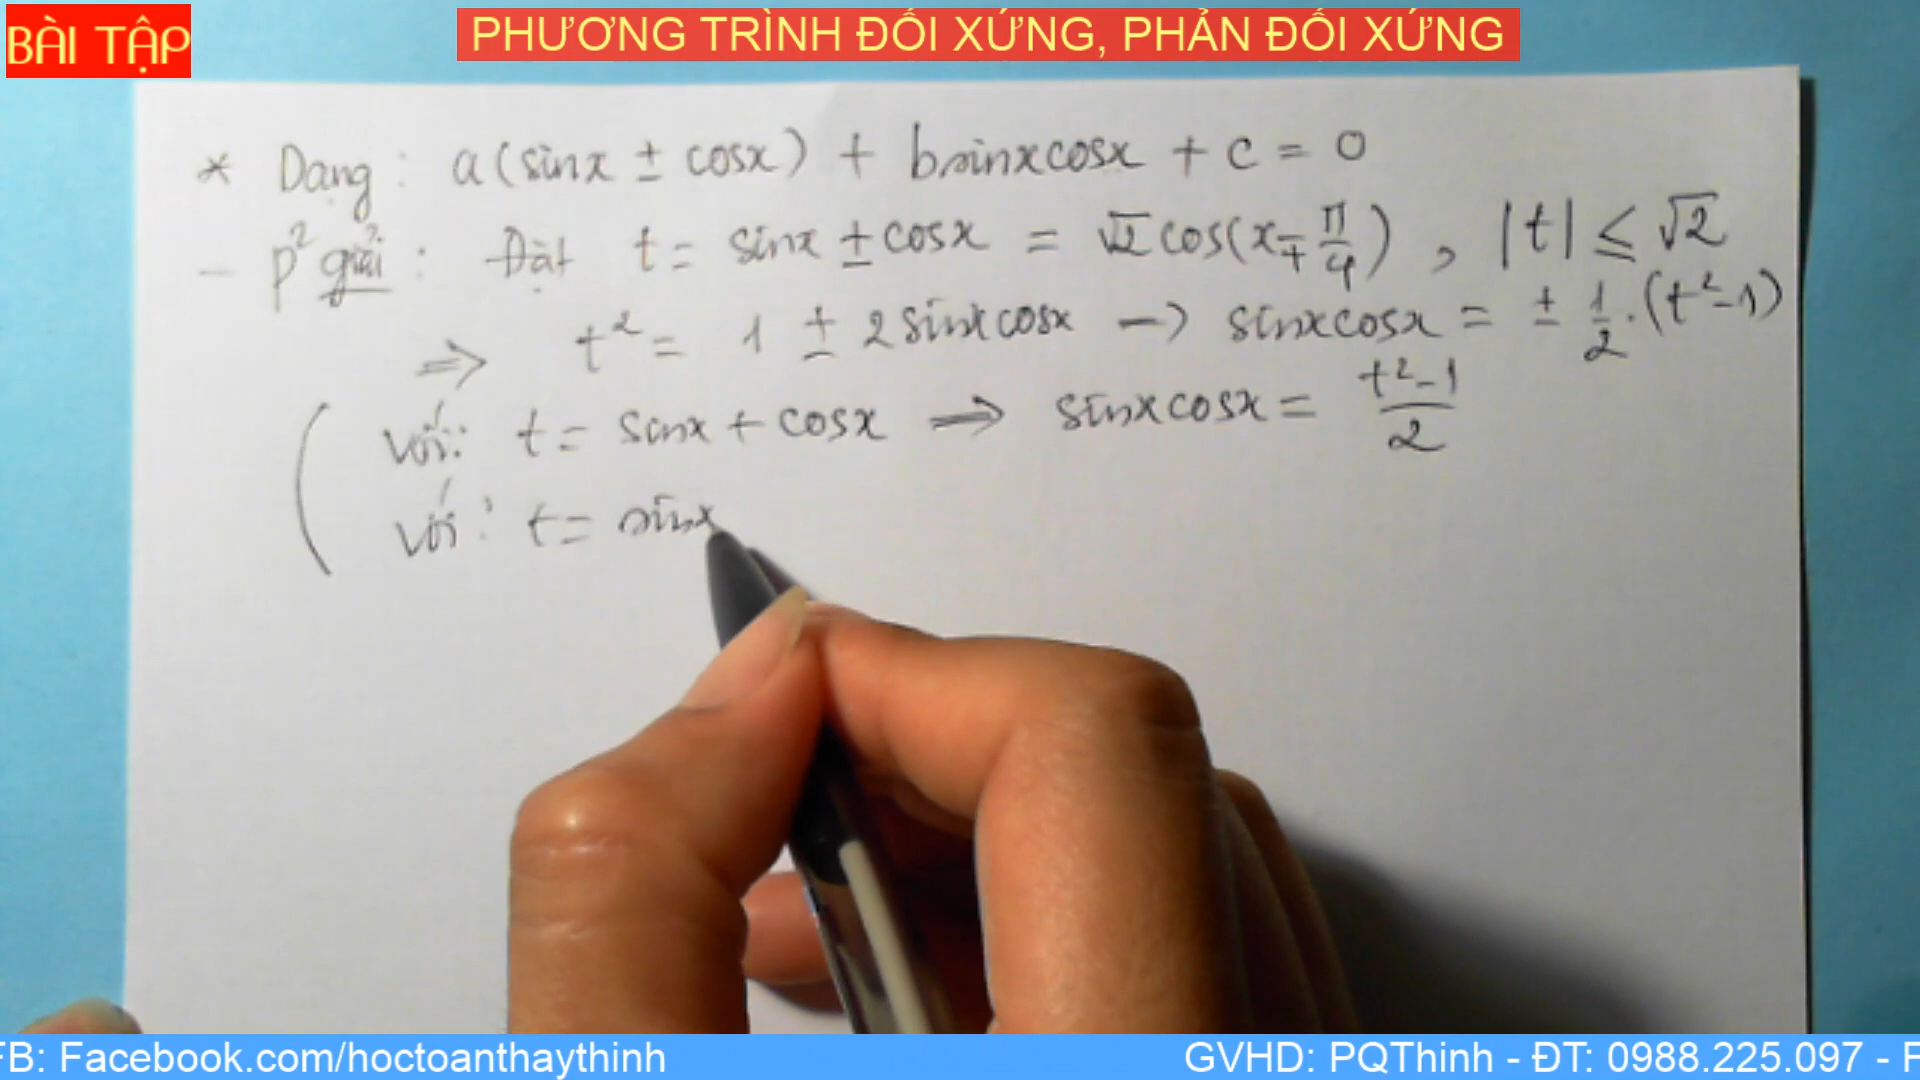 BÀI TẬP
PHƯƠNG TRÌNH ĐỐI XỨNG, PHẢN ĐỐI XỨNG
* Dạng : a(sinx ± cosx) + bsinxcosx + c = 0
- P² giải : Đặt t = sinx ± cosx = √2 cos(x ∓ π/4) , |t| ≤ √2
⇒ t² = 1 ± 2sinxcosx → sinxcosx = ± 1/2 . (t² - 1)
( với: t = sinx + cosx ⇒ sinxcosx = (t² - 1)/2
với: t = sinx
FB: Facebook.com/hoctoanthaythinh GVHD: PQThinh - ĐT: 0988.225.097 - F